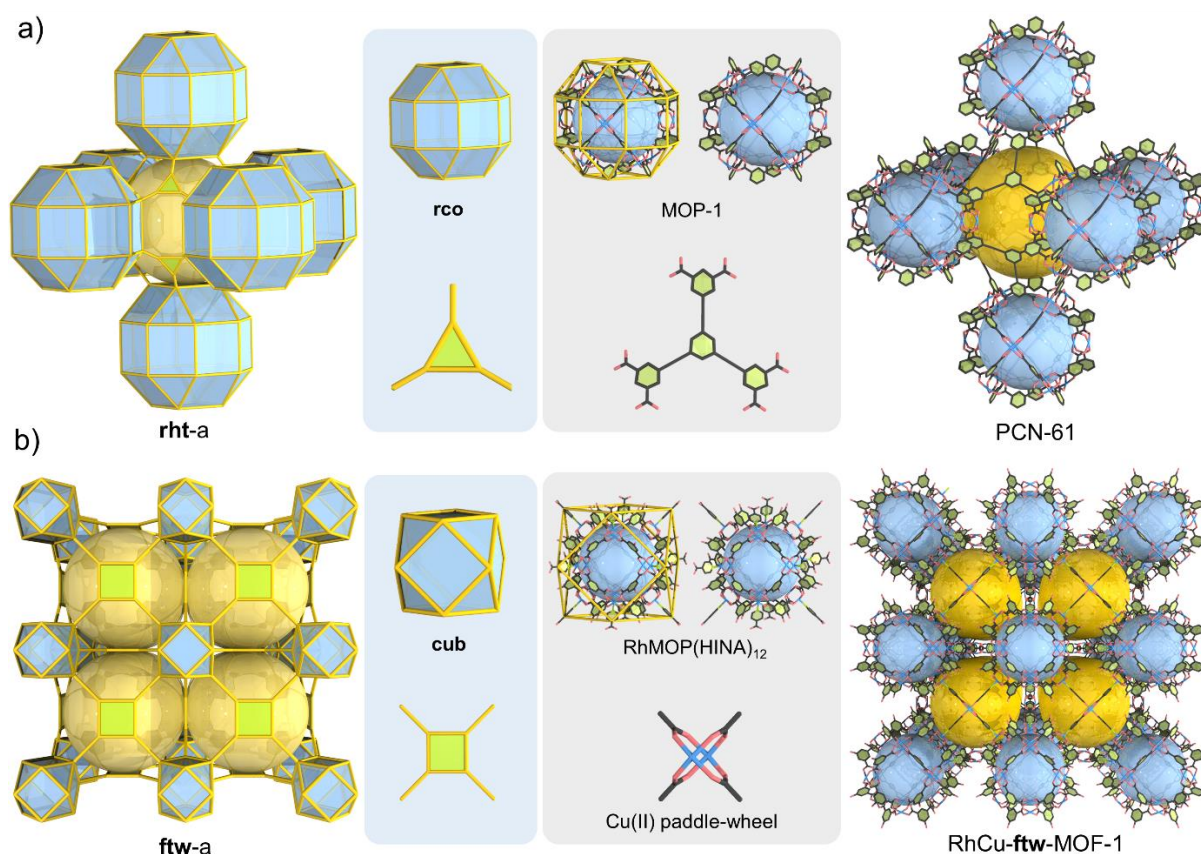 a)
rco
MOP-1
rht-a
PCN-61
b)
cub
RhMOP(HINA)₁₂
Cu(II) paddle-wheel
ftw-a
RhCu-ftw-MOF-1